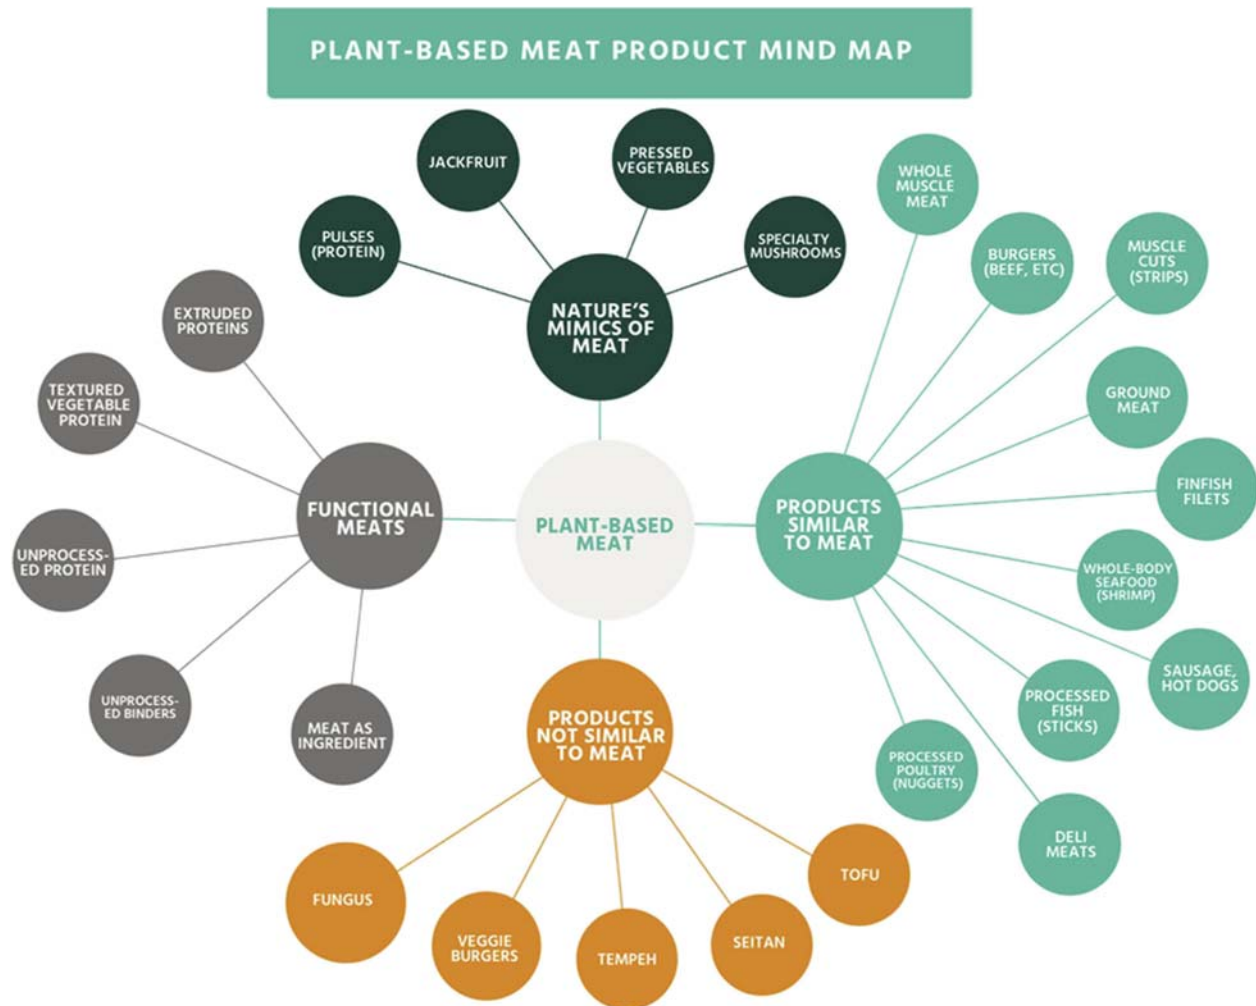 PLANT-BASED MEAT PRODUCT MIND MAP
JACKFRUIT
PRESSED
VEGETABLES
PULSES
(PROTEIN)
SPECIALTY
MUSHROOMS
NATURE'S
MIMICS OF
MEAT
WHOLE
MUSCLE
MEAT
BURGERS
(BEEF, ETC)
MUSCLE
CUTS
(STRIPS)
GROUND
MEAT
FINFISH
FILETS
PRODUCTS
SIMILAR
TO MEAT
WHOLE-BODY
SEAFOOD
(SHRIMP)
SAUSAGE,
HOT DOGS
PROCESSED
FISH
(STICKS)
PROCESSED
POULTRY
(NUGGETS)
DELI
MEATS
EXTRUDED
PROTEINS
TEXTURED
VEGETABLE
PROTEIN
FUNCTIONAL
MEATS
UNPROCESS-
ED PROTEIN
UNPROCESS-
ED BINDERS
MEAT AS
INGREDIENT
PLANT-BASED
MEAT
PRODUCTS
NOT SIMILAR
TO MEAT
FUNGUS
VEGGIE
BURGERS
TEMPEH
SEITAN
TOFU